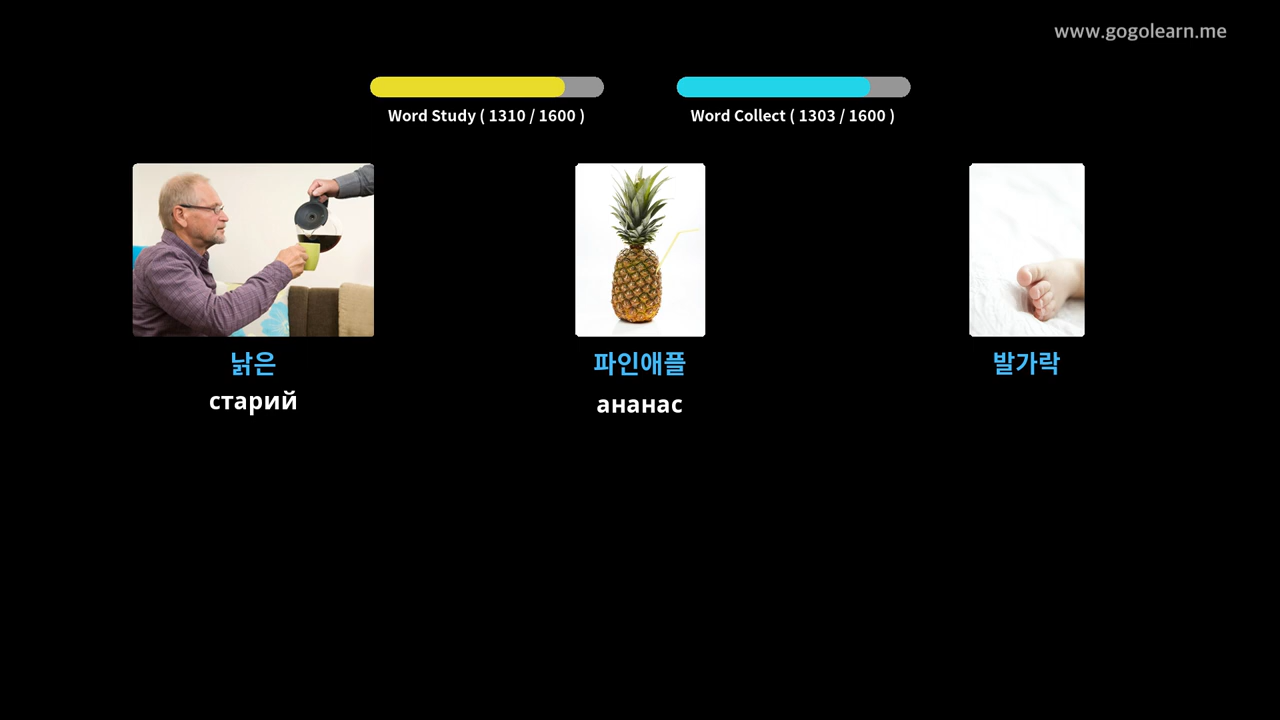 www.gogolearn.me
Word Study ( 1310 / 1600 )
Word Collect ( 1303 / 1600 )
낡은
파인애플
발가락
старий
ананас